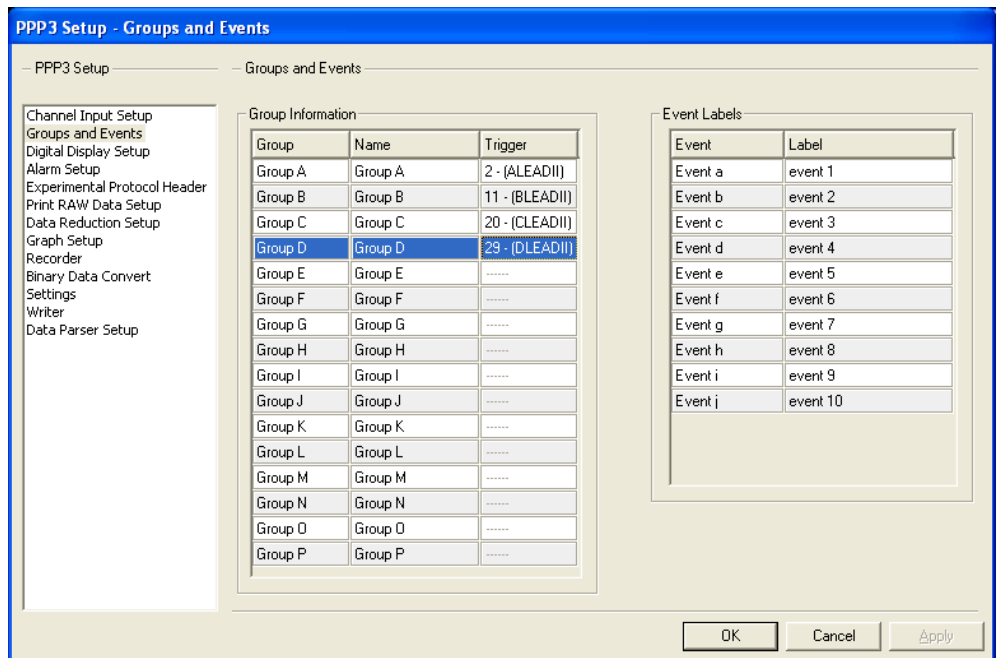 PPP3 Setup - Groups and Events
PPP3 Setup
Channel Input Setup
Groups and Events
Digital Display Setup
Alarm Setup
Experimental Protocol Header
Print RAW Data Setup
Data Reduction Setup
Graph Setup
Recorder
Binary Data Convert
Settings
Writer
Data Parser Setup
Groups and Events
Group Information
Group Name Trigger
Group A Group A 2 - (ALEADII)
Group B Group B 11 - (BLEADII)
Group C Group C 20 - (CLEADII)
Group D Group D 29 - (DLEADII)
Group E Group E ------
Group F Group F ------
Group G Group G ------
Group H Group H ------
Group I Group I ------
Group J Group J ------
Group K Group K ------
Group L Group L ------
Group M Group M ------
Group N Group N ------
Group O Group O ------
Group P Group P ------
Event Labels
Event Label
Event a event 1
Event b event 2
Event c event 3
Event d event 4
Event e event 5
Event f event 6
Event g event 7
Event h event 8
Event i event 9
Event j event 10
OK Cancel Apply